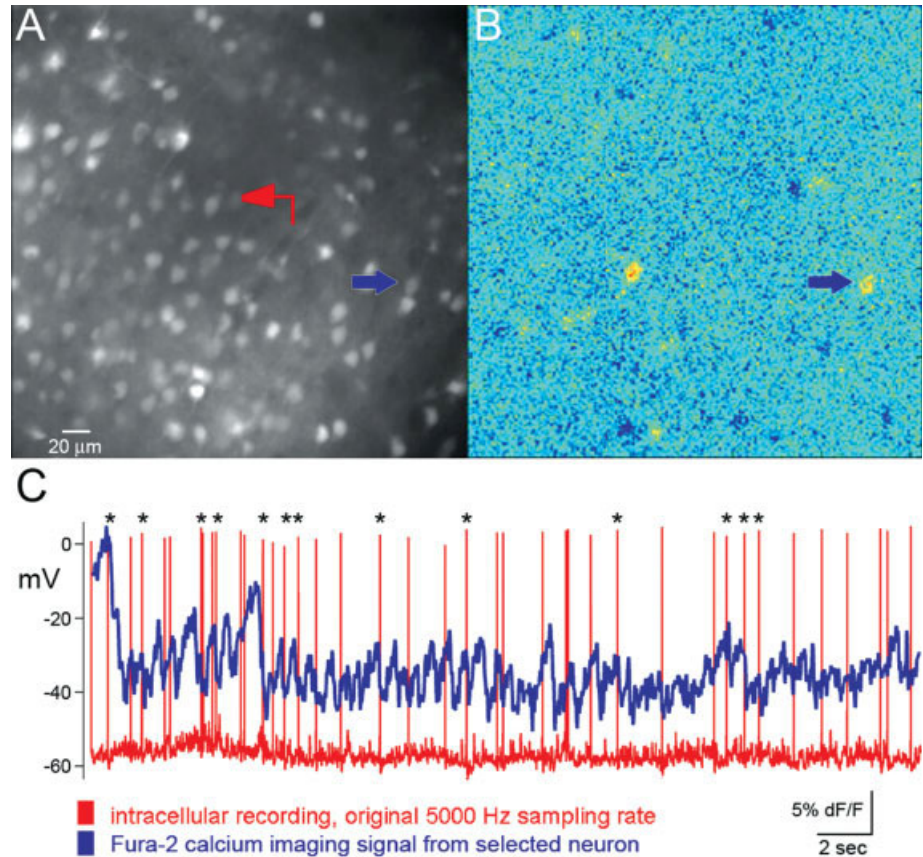 A
B
20 μm
C
* * * * * * * * * * * * *
0
mV
-20
-40
-60
intracellular recording, original 5000 Hz sampling rate
Fura-2 calcium imaging signal from selected neuron
5% dF/F
2 sec